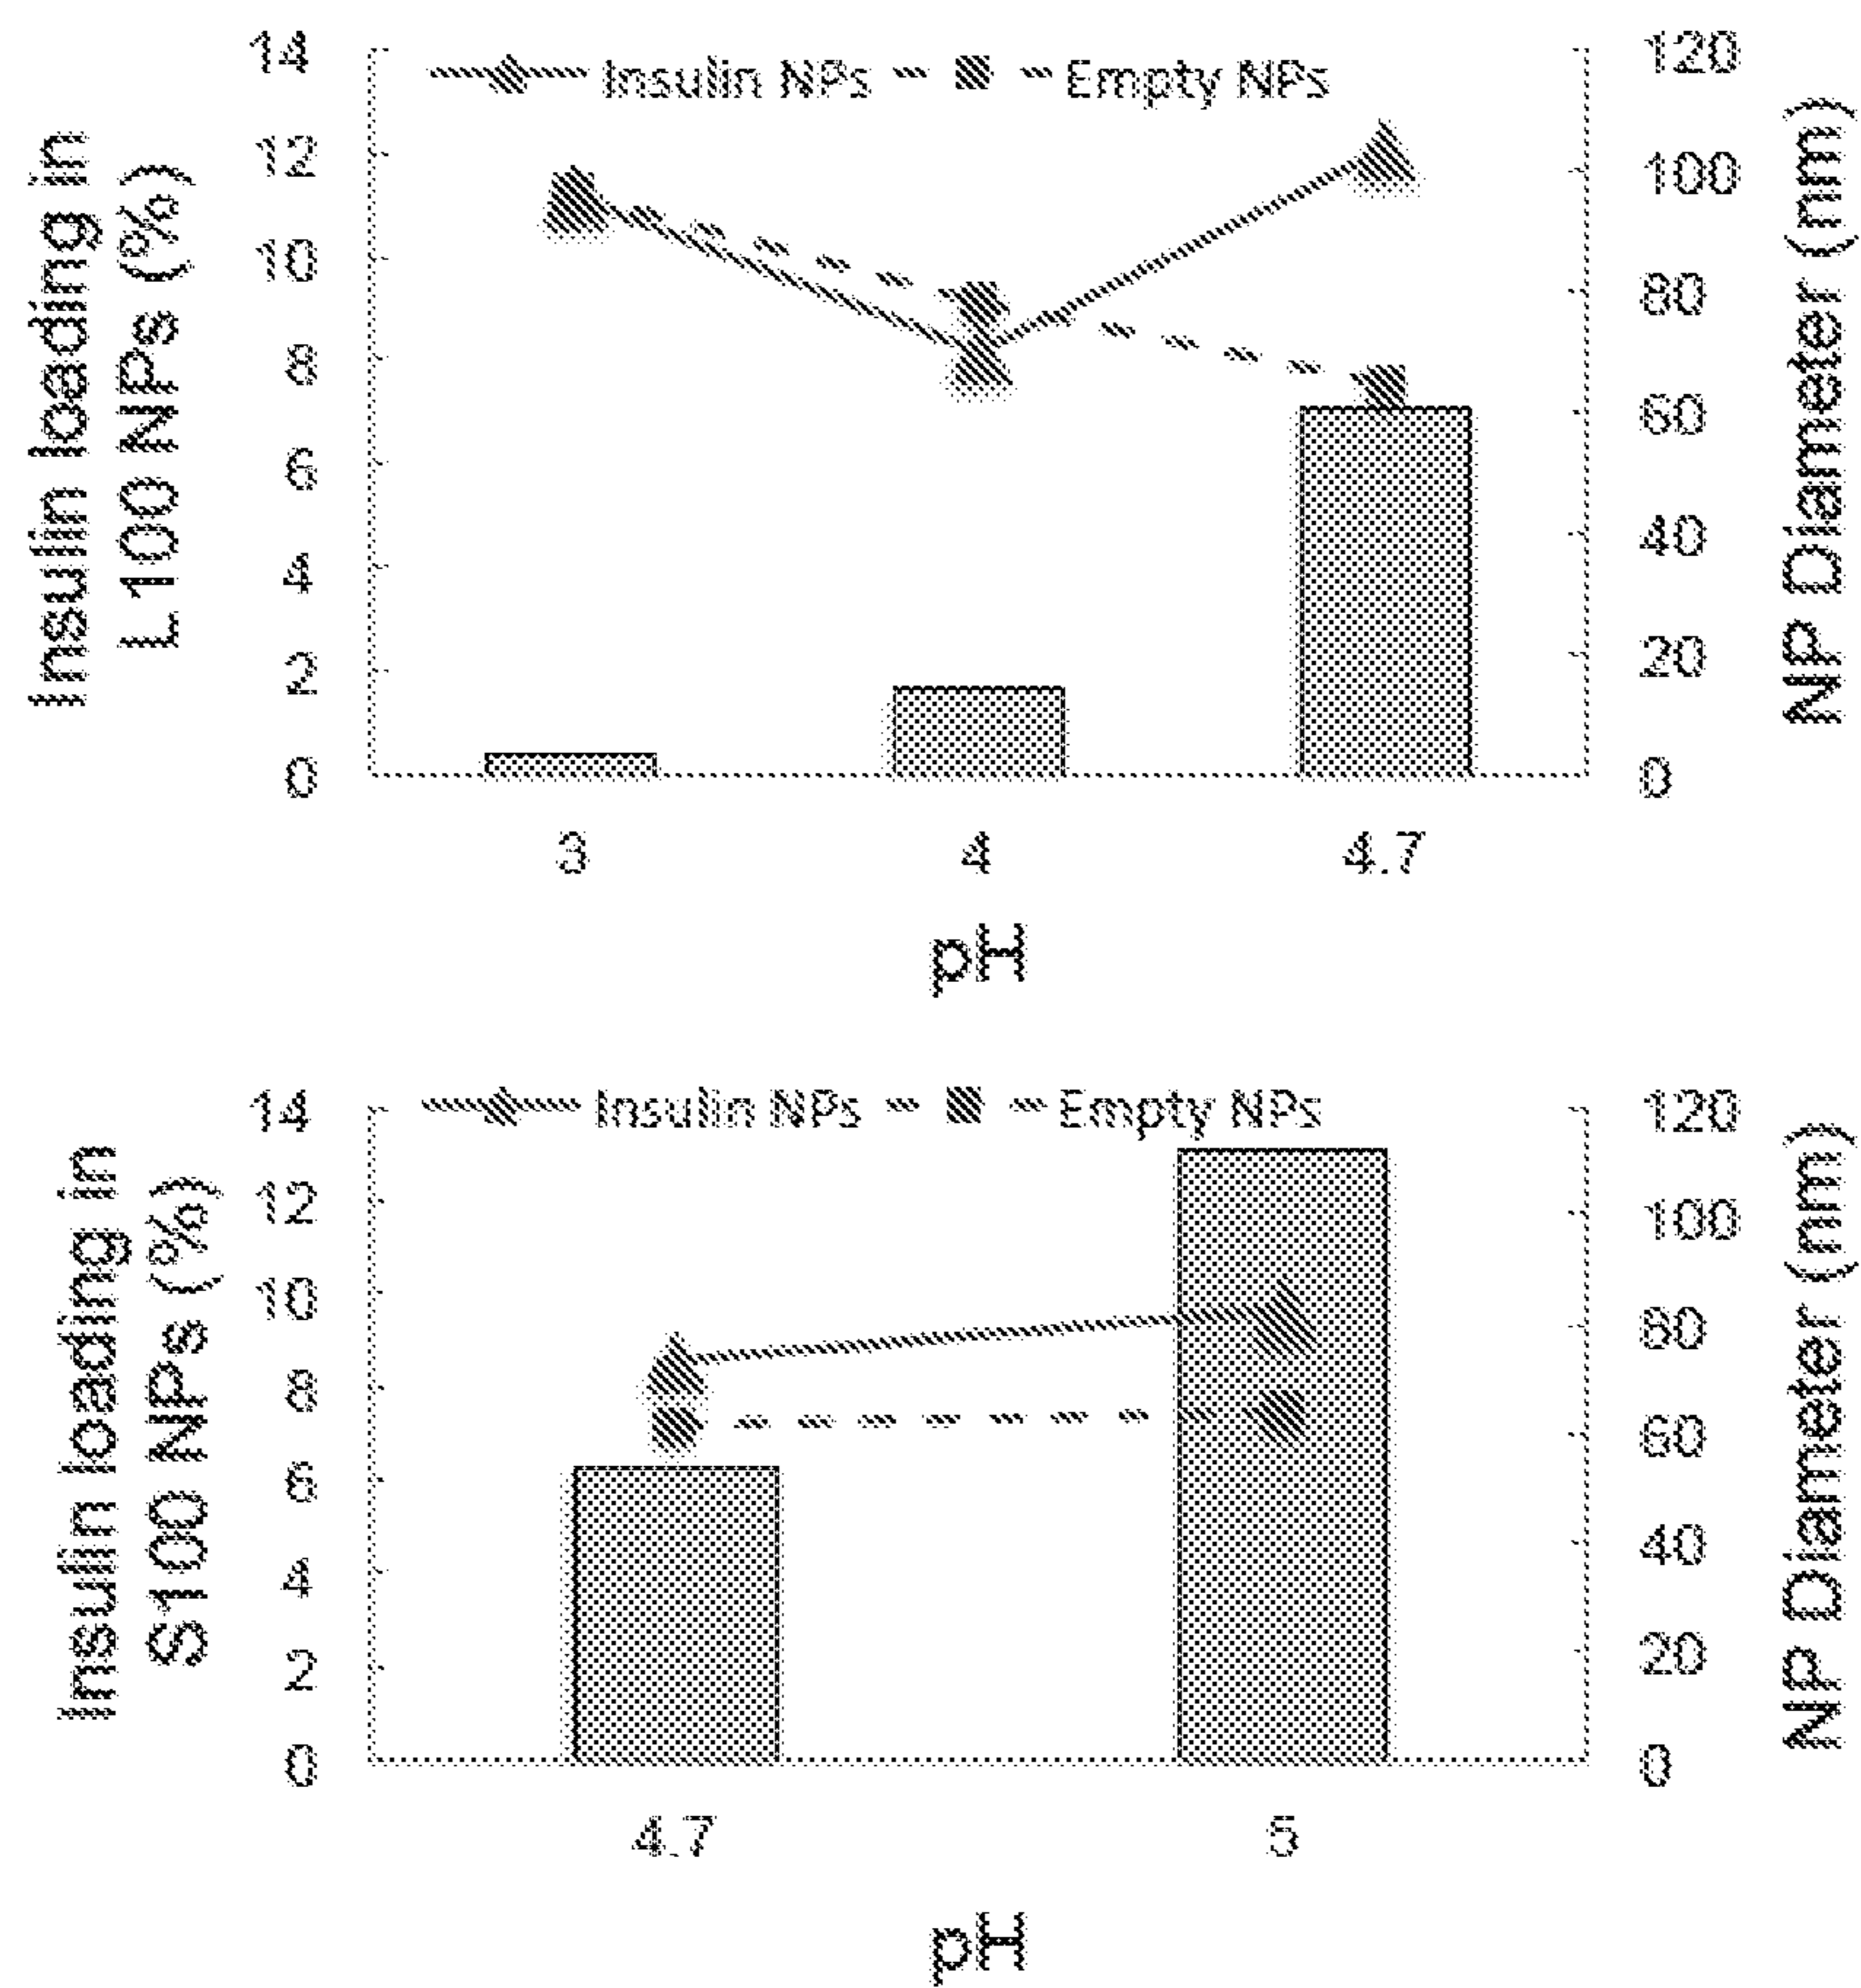 Insulin loading in
L100 NPs (%)
14
12
10
8
6
4
2
0
Insulin NPs
Empty NPs
120
100
80
60
40
20
0
NP Diameter (nm)
3
4
4.7
pH
Insulin loading in
S100 NPs (%)
14
12
10
8
6
4
2
0
Insulin NPs
Empty NPs
120
100
80
60
40
20
0
NP Diameter (nm)
4.7
5
pH